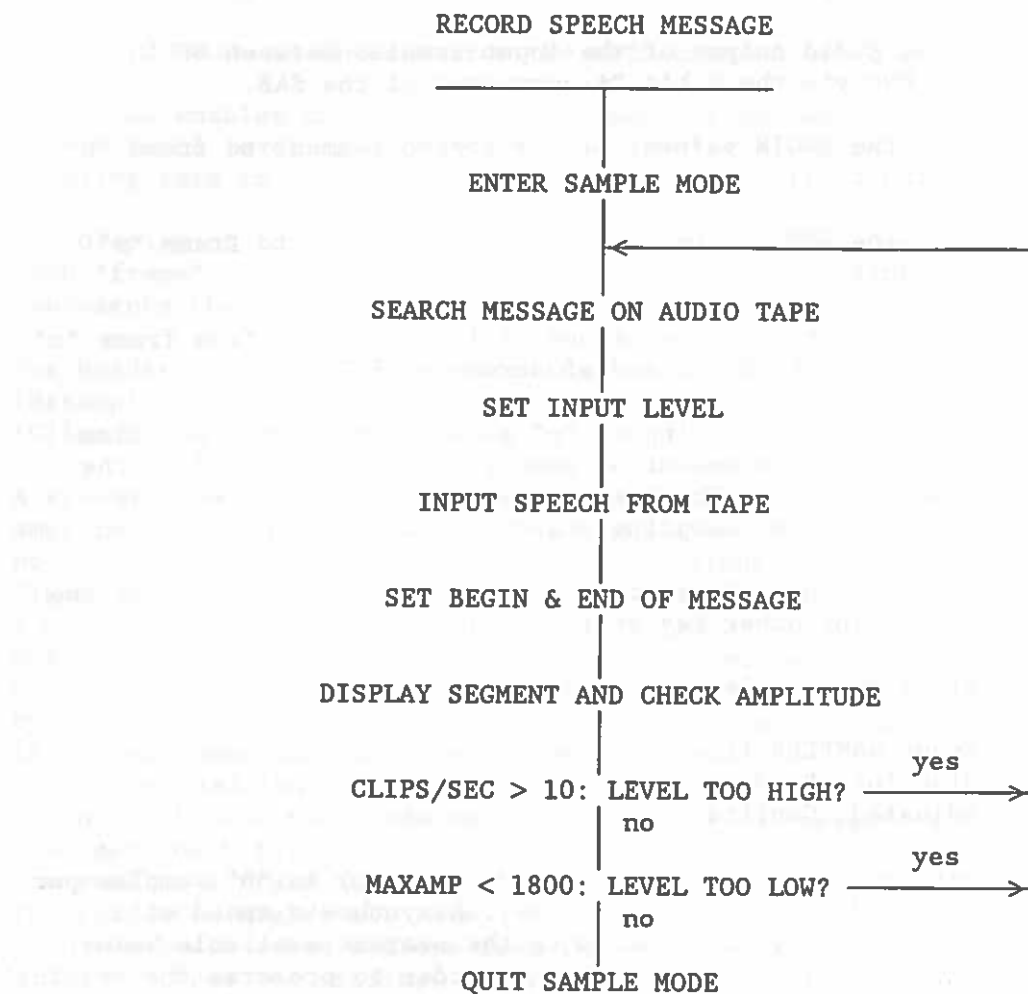 RECORD SPEECH MESSAGE
ENTER SAMPLE MODE
SEARCH MESSAGE ON AUDIO TAPE
SET INPUT LEVEL
INPUT SPEECH FROM TAPE
SET BEGIN & END OF MESSAGE
DISPLAY SEGMENT AND CHECK AMPLITUDE
yes
CLIPS/SEC > 10: LEVEL TOO HIGH?
no
yes
MAXAMP < 1800: LEVEL TOO LOW?
no
QUIT SAMPLE MODE